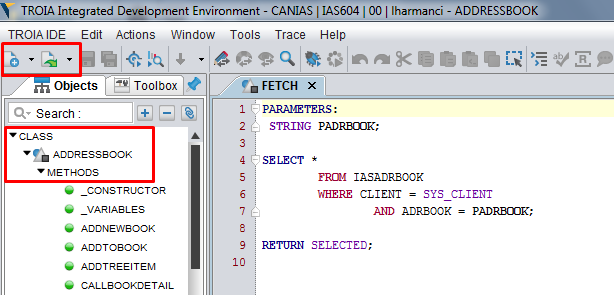 TROIA Integrated Development Environment - CANIAS | IAS604 | 00 | lharmanci - ADDRESSBOOK
TROIA IDE Edit Menu Window Tools Trace Help
Objects Toolbox FETCH
Search :
CLASS
ADDRESSBOOK
METHODS
_CONSTRUCTOR
_VARIABLES
ADDNEWBOOK
ADDTOBOOK
ADDTREEITEM
CALLBOOKDETAIL
1 PARAMETERS:
2 STRING PADRBOOK;
3
4 SELECT *
5 FROM IASADRBOOK
6 WHERE CLIENT = SYS_CLIENT
7 AND ADRBOOK = PADRBOOK;
8
9 RETURN SELECTED;
10